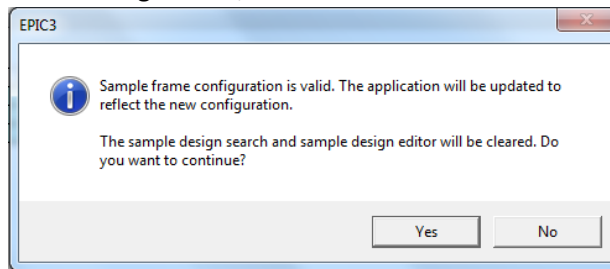 EPIC3
Sample frame configuration is valid. The application will be updated to
reflect the new configuration.
The sample design search and sample design editor will be cleared. Do
you want to continue?
Yes
No